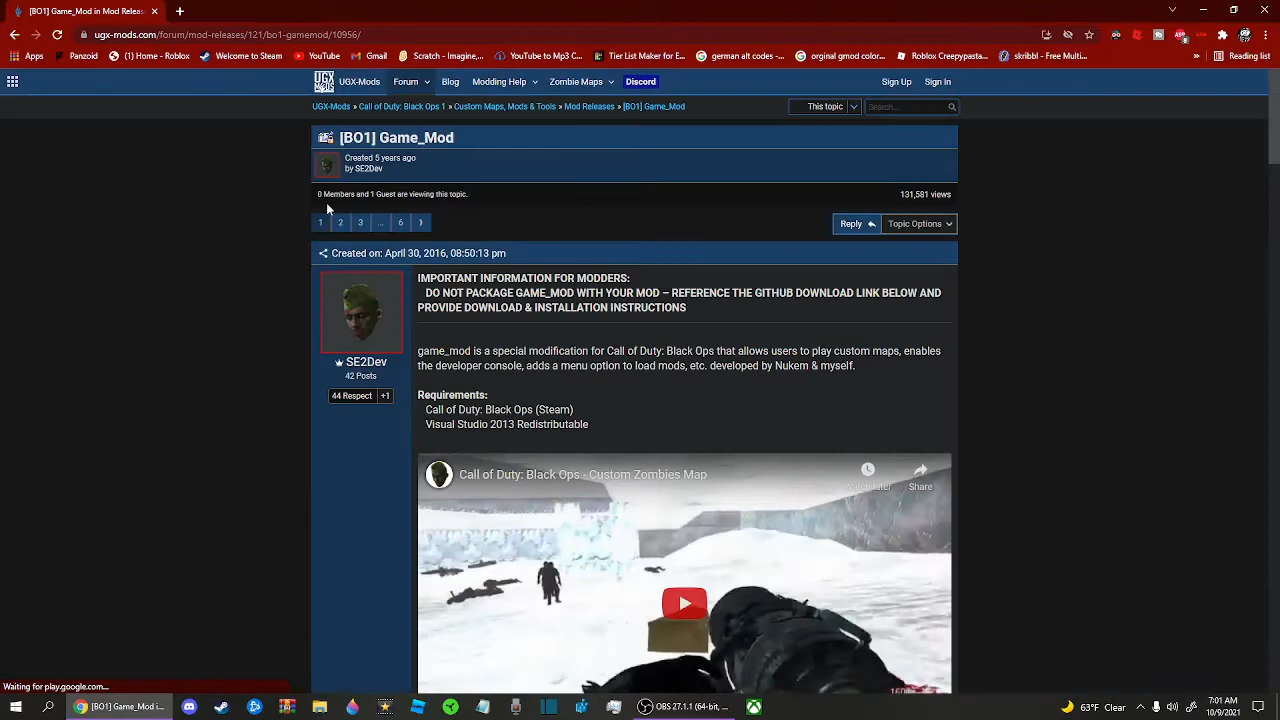 [BO1] Game_Mod in Mod Releas
ugx-mods.com/forum/mod-releases/121/bo1-gamemod/10956/
Apps
Panzoid
(1) Home - Roblox
Welcome to Steam
YouTube
Gmail
Scratch - Imagine,...
YouTube to Mp3 C...
Tier List Maker for E...
german alt codes -...
orginal gmod color...
Roblox Creepypasta...
skribbl - Free Multi...
»
Reading list
UGX MODS
UGX-Mods
Forum
Blog
Modding Help
Zombie Maps
Discord
Sign Up
Sign In
UGX-Mods » Call of Duty: Black Ops 1 » Custom Maps, Mods & Tools » Mod Releases » [BO1] Game_Mod
This topic
Search...
[BO1] Game_Mod
Created 5 years ago
by SE2Dev
0 Members and 1 Guest are viewing this topic.
131,581 views
1 2 3 ... 6 ⟩
Reply
Topic Options
Created on: April 30, 2016, 08:50:13 pm
SE2Dev
42 Posts
44 Respect +1
IMPORTANT INFORMATION FOR MODDERS:
DO NOT PACKAGE GAME_MOD WITH YOUR MOD – REFERENCE THE GITHUB DOWNLOAD LINK BELOW AND
PROVIDE DOWNLOAD & INSTALLATION INSTRUCTIONS
game_mod is a special modification for Call of Duty: Black Ops that allows users to play custom maps, enables
the developer console, adds a menu option to load mods, etc. developed by Nukem & myself.
Requirements:
Call of Duty: Black Ops (Steam)
Visual Studio 2013 Redistributable
Call of Duty: Black Ops - Custom Zombies Map
Watch later
Share
Waiting for play.google.com...
[BO1] Game_Mod i...
OBS 27.1.1 (64-bit, ...
63°F Clear
7:01 AM
10/9/2021